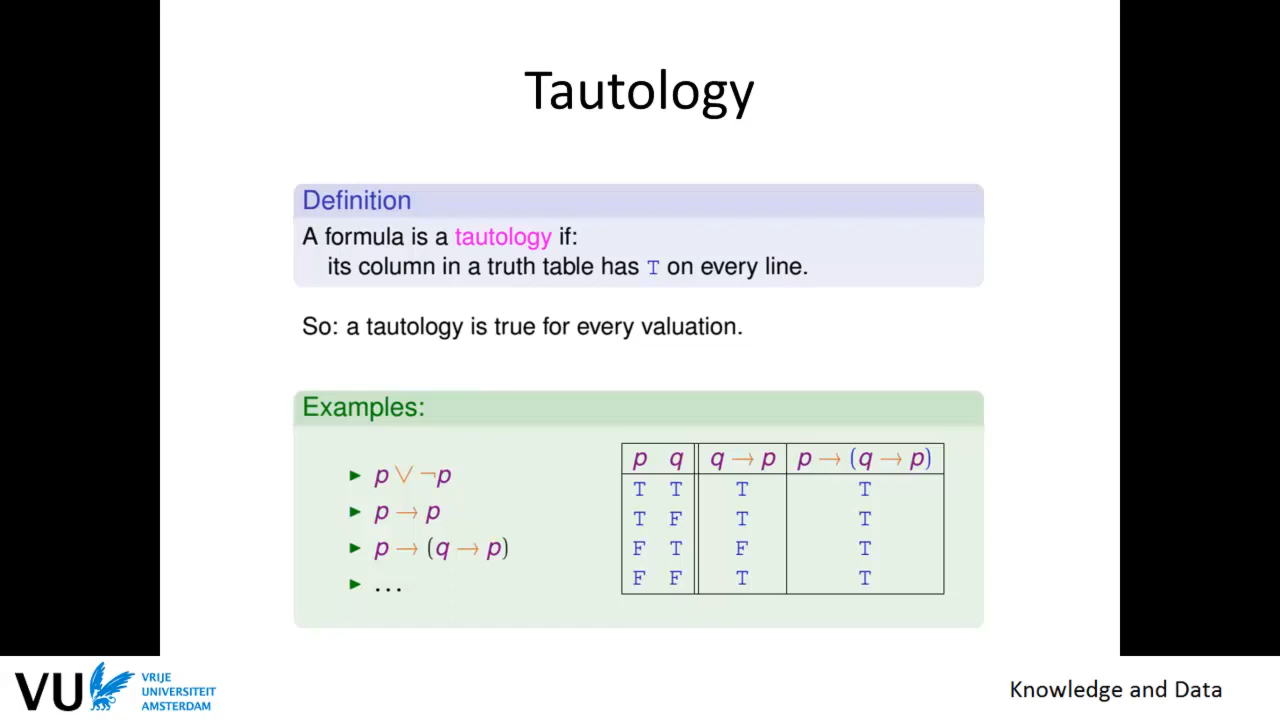 Tautology
Definition
A formula is a tautology if:
its column in a truth table has T on every line.
So: a tautology is true for every valuation.
Examples:
► p ∨ ¬p
► p → p
► p → (q → p)
► ...
p q q → p p → (q → p)
T T T T
T F T T
F T F T
F F T T
VU VRIJE
UNIVERSITEIT
AMSTERDAM
Knowledge and Data